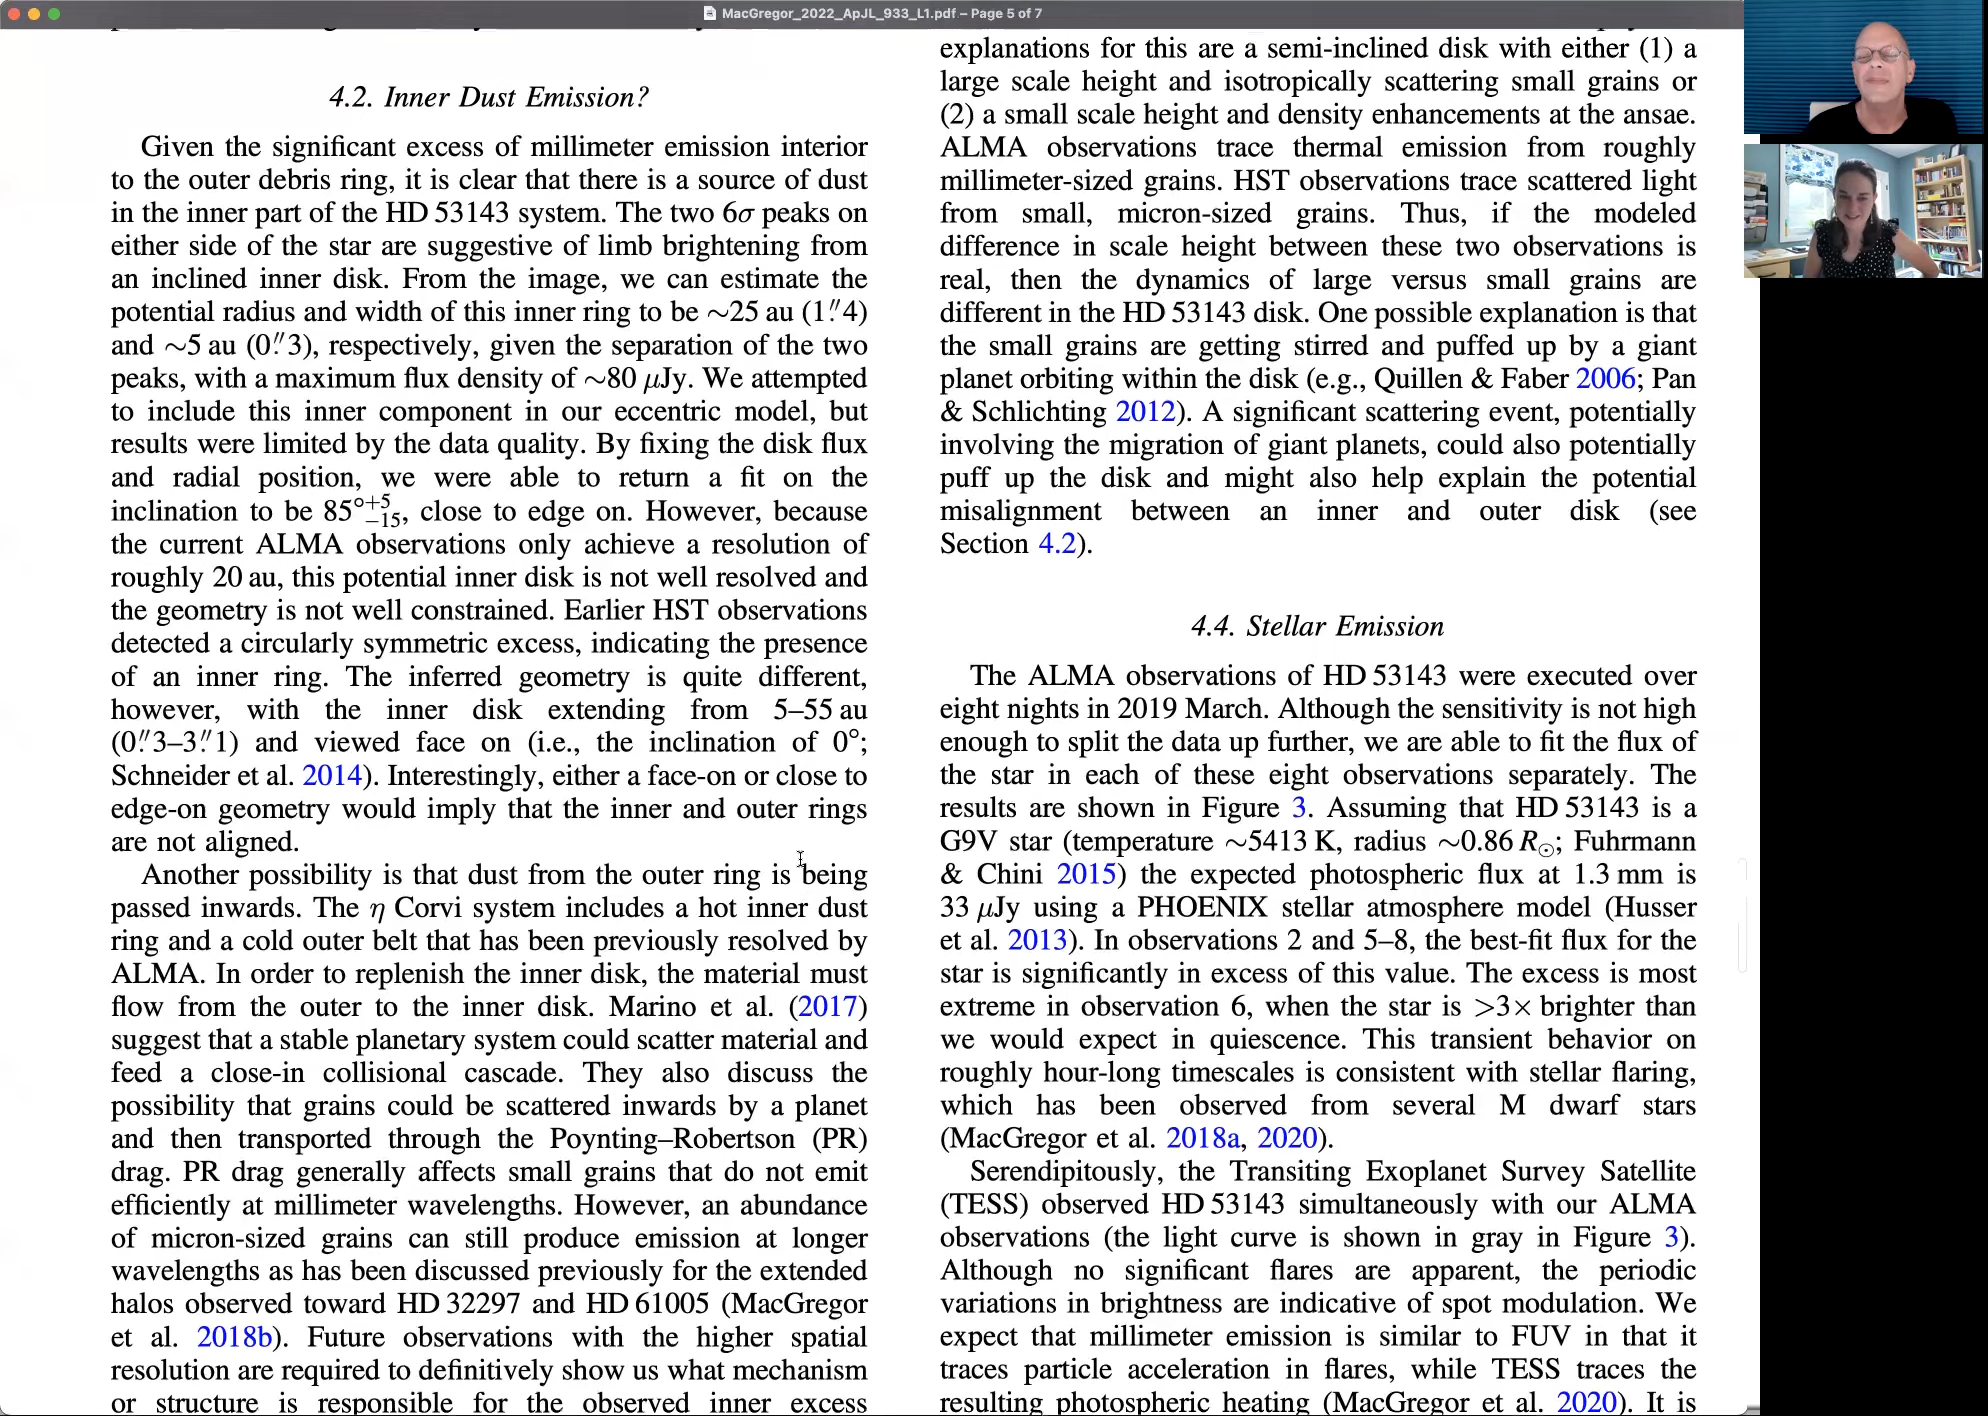 MacGregor_2022_ApJL_933_L1.pdf – Page 5 of 7
4.2. Inner Dust Emission?
Given the significant excess of millimeter emission interior
to the outer debris ring, it is clear that there is a source of dust
in the inner part of the HD 53143 system. The two 6σ peaks on
either side of the star are suggestive of limb brightening from
an inclined inner disk. From the image, we can estimate the
potential radius and width of this inner ring to be ∼25 au (1.″4)
and ∼5 au (0.″3), respectively, given the separation of the two
peaks, with a maximum flux density of ∼80 μJy. We attempted
to include this inner component in our eccentric model, but
results were limited by the data quality. By fixing the disk flux
and radial position, we were able to return a fit on the
inclination to be 85°+5−15, close to edge on. However, because
the current ALMA observations only achieve a resolution of
roughly 20 au, this potential inner disk is not well resolved and
the geometry is not well constrained. Earlier HST observations
detected a circularly symmetric excess, indicating the presence
of an inner ring. The inferred geometry is quite different,
however, with the inner disk extending from 5–55 au
(0.″3–3.″1) and viewed face on (i.e., the inclination of 0°;
Schneider et al. 2014). Interestingly, either a face-on or close to
edge-on geometry would imply that the inner and outer rings
are not aligned.
Another possibility is that dust from the outer ring is being
passed inwards. The η Corvi system includes a hot inner dust
ring and a cold outer belt that has been previously resolved by
ALMA. In order to replenish the inner disk, the material must
flow from the outer to the inner disk. Marino et al. (2017)
suggest that a stable planetary system could scatter material and
feed a close-in collisional cascade. They also discuss the
possibility that grains could be scattered inwards by a planet
and then transported through the Poynting–Robertson (PR)
drag. PR drag generally affects small grains that do not emit
efficiently at millimeter wavelengths. However, an abundance
of micron-sized grains can still produce emission at longer
wavelengths as has been discussed previously for the extended
halos observed toward HD 32297 and HD 61005 (MacGregor
et al. 2018b). Future observations with the higher spatial
resolution are required to definitively show us what mechanism
or structure is responsible for the observed inner excess
explanations for this are a semi-inclined disk with either (1) a
large scale height and isotropically scattering small grains or
(2) a small scale height and density enhancements at the ansae.
ALMA observations trace thermal emission from roughly
millimeter-sized grains. HST observations trace scattered light
from small, micron-sized grains. Thus, if the modeled
difference in scale height between these two observations is
real, then the dynamics of large versus small grains are
different in the HD 53143 disk. One possible explanation is that
the small grains are getting stirred and puffed up by a giant
planet orbiting within the disk (e.g., Quillen & Faber 2006; Pan
& Schlichting 2012). A significant scattering event, potentially
involving the migration of giant planets, could also potentially
puff up the disk and might also help explain the potential
misalignment between an inner and outer disk (see
Section 4.2).
4.4. Stellar Emission
The ALMA observations of HD 53143 were executed over
eight nights in 2019 March. Although the sensitivity is not high
enough to split the data up further, we are able to fit the flux of
the star in each of these eight observations separately. The
results are shown in Figure 3. Assuming that HD 53143 is a
G9V star (temperature ∼5413 K, radius ∼0.86 R☉; Fuhrmann
& Chini 2015) the expected photospheric flux at 1.3 mm is
33 μJy using a PHOENIX stellar atmosphere model (Husser
et al. 2013). In observations 2 and 5–8, the best-fit flux for the
star is significantly in excess of this value. The excess is most
extreme in observation 6, when the star is >3× brighter than
we would expect in quiescence. This transient behavior on
roughly hour-long timescales is consistent with stellar flaring,
which has been observed from several M dwarf stars
(MacGregor et al. 2018a, 2020).
Serendipitously, the Transiting Exoplanet Survey Satellite
(TESS) observed HD 53143 simultaneously with our ALMA
observations (the light curve is shown in gray in Figure 3).
Although no significant flares are apparent, the periodic
variations in brightness are indicative of spot modulation. We
expect that millimeter emission is similar to FUV in that it
traces particle acceleration in flares, while TESS traces the
resulting photospheric heating (MacGregor et al. 2020). It is